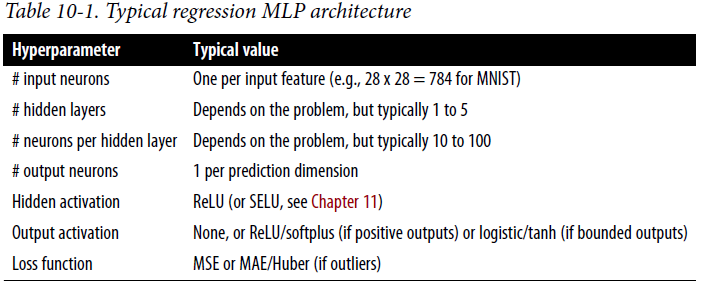 Table 10-1. Typical regression MLP architecture
Hyperparameter Typical value
# input neurons One per input feature (e.g., 28 x 28 = 784 for MNIST)
# hidden layers Depends on the problem, but typically 1 to 5
# neurons per hidden layer Depends on the problem, but typically 10 to 100
# output neurons 1 per prediction dimension
Hidden activation ReLU (or SELU, see Chapter 11)
Output activation None, or ReLU/softplus (if positive outputs) or logistic/tanh (if bounded outputs)
Loss function MSE or MAE/Huber (if outliers)